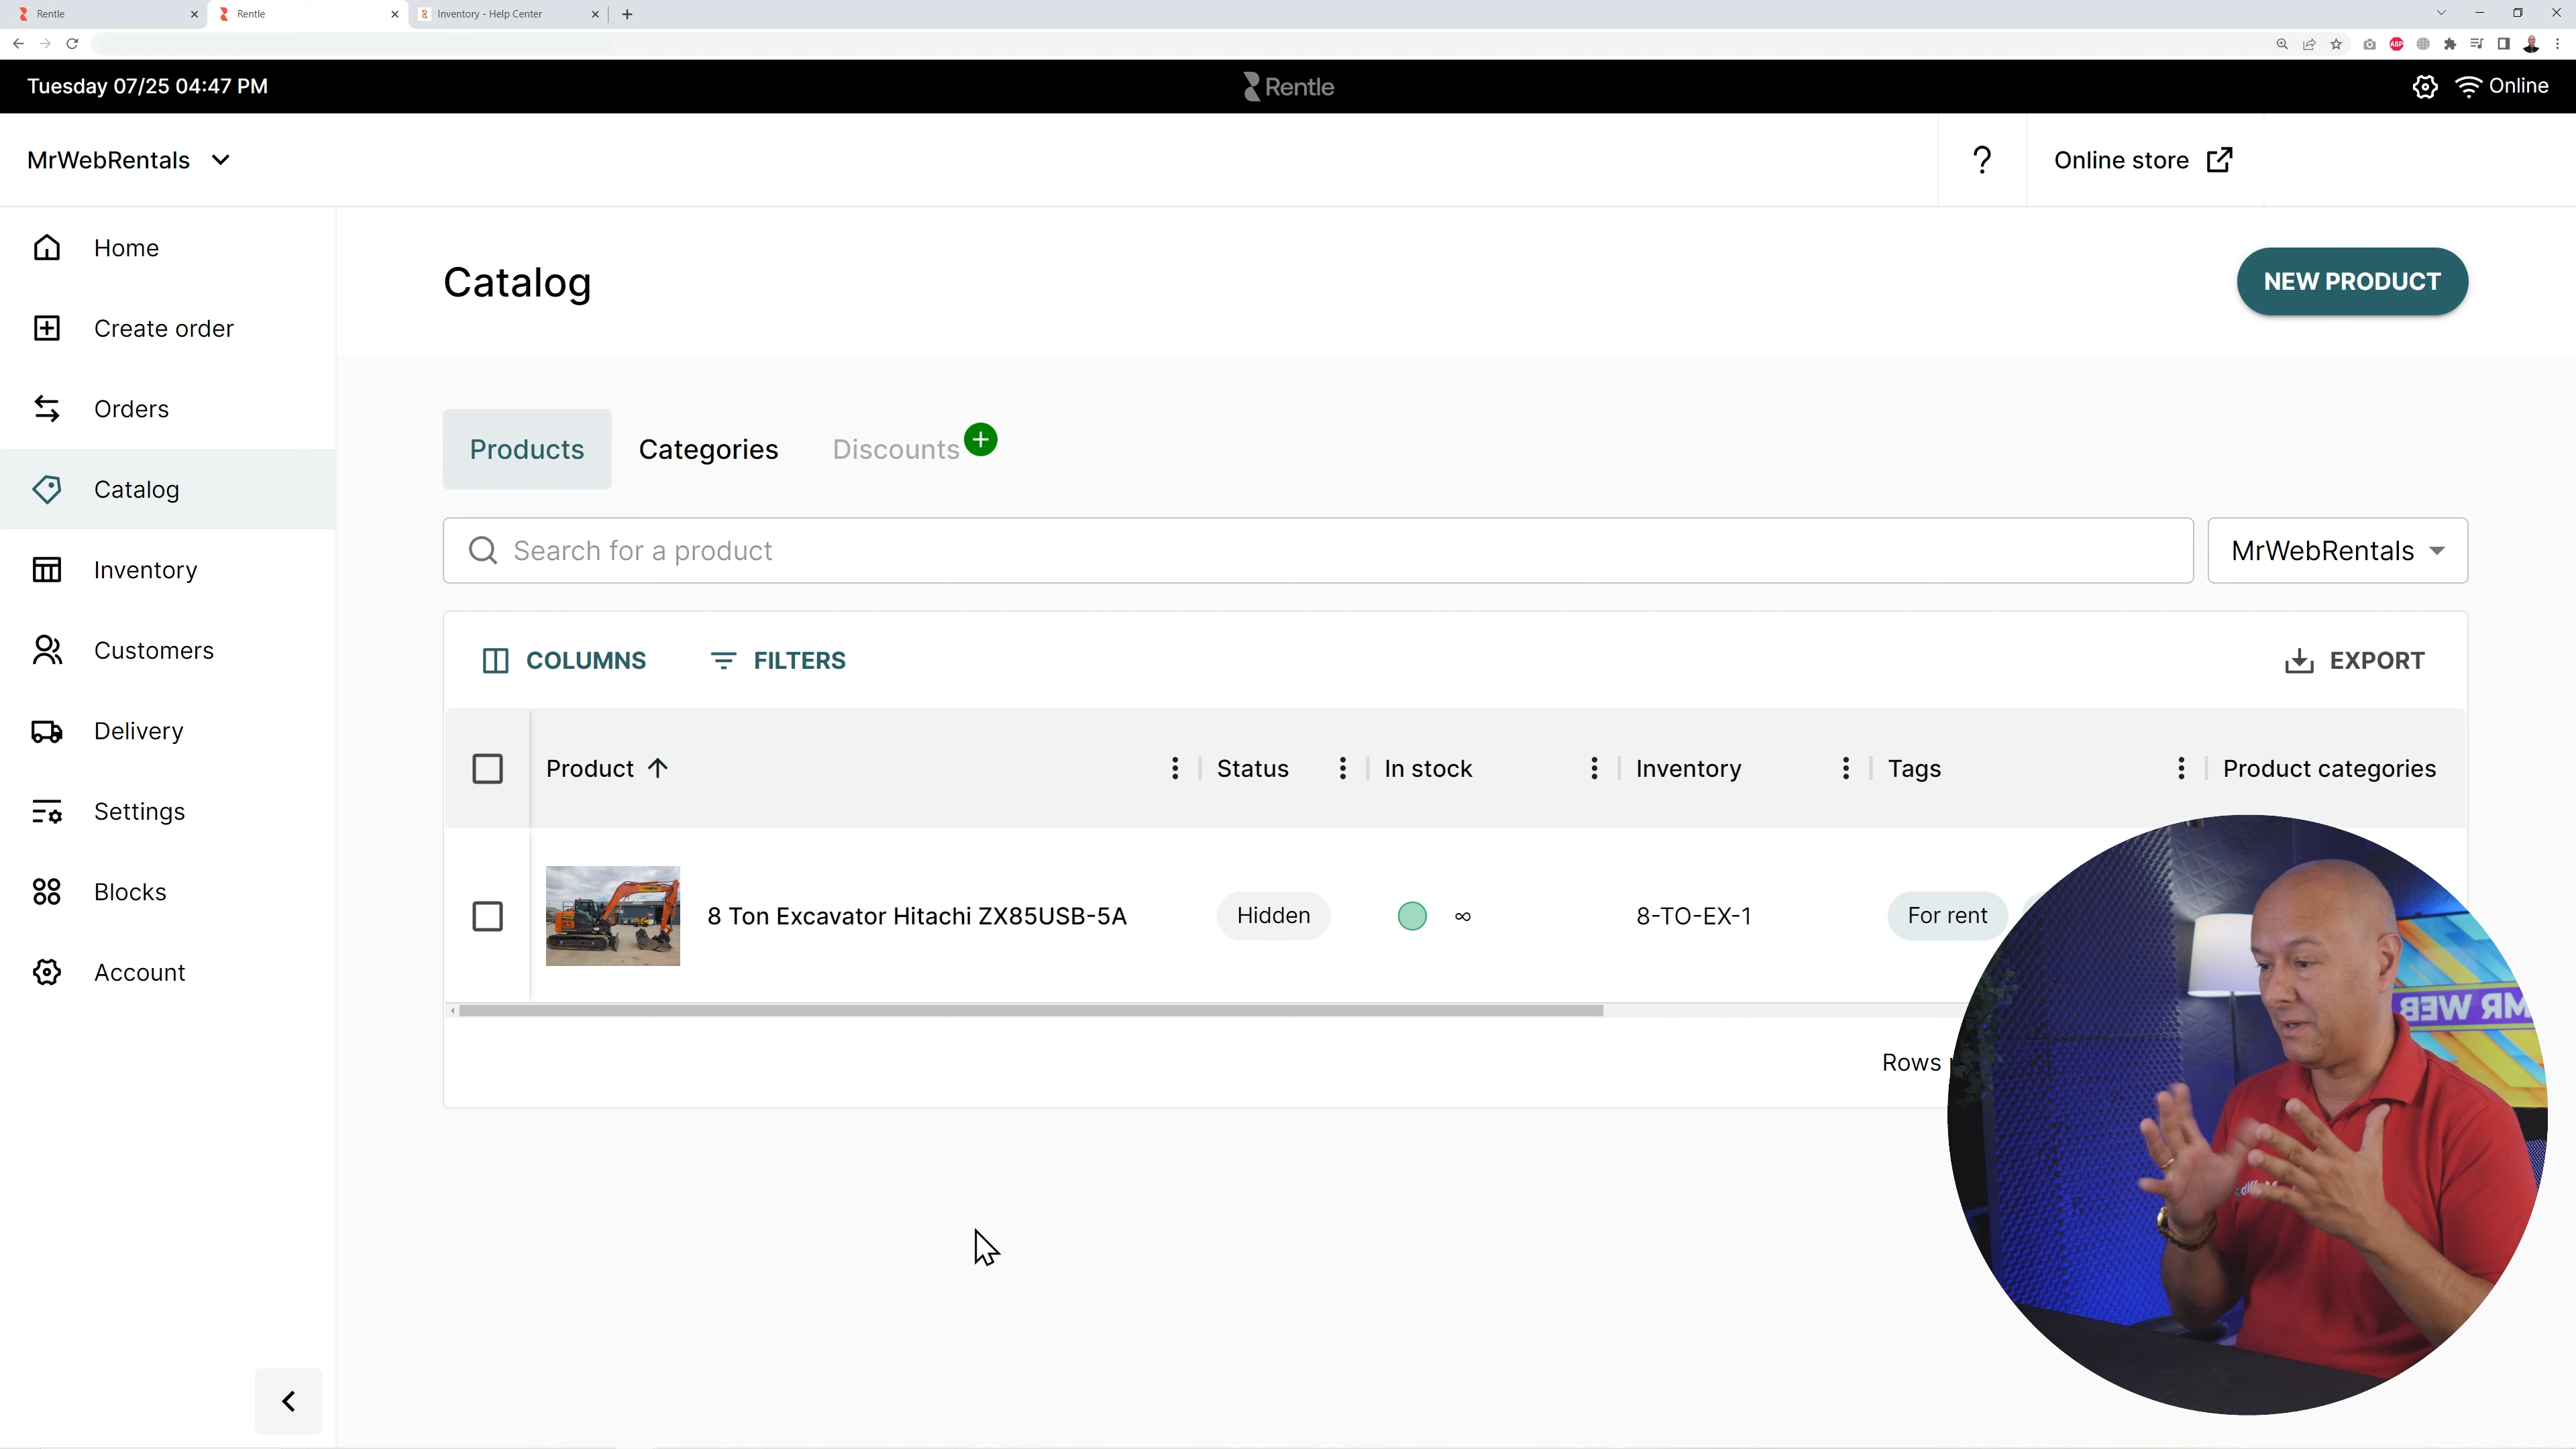 Rentle
Rentle
Inventory - Help Center
ABP
Tuesday 07/25 04:47 PM
Rentle
Online
MrWebRentals
?
Online store
Home
Create order
Orders
Catalog
Inventory
Customers
Delivery
Settings
Blocks
Account
Catalog
NEW PRODUCT
Products
Categories
Discounts
Search for a product
MrWebRentals
COLUMNS
FILTERS
EXPORT
Product
Status
In stock
Inventory
Tags
Product categories
8 Ton Excavator Hitachi ZX85USB-5A
Hidden
∞
8-TO-EX-1
For rent
Rows
MR WEB